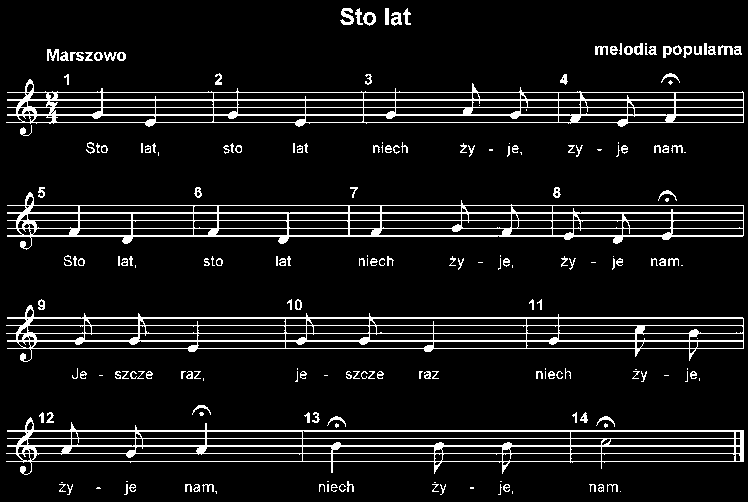 Sto lat
Marszowo
melodia popularna
1 2 3 4
2
4
Sto lat, sto lat niech ży - je, zy - je nam.
5 6 7 8
Sto lat, sto lat niech ży - je, ży - je nam.
9 10 11
Je - szcze raz, je - szcze raz niech ży - je,
12 13 14
ży - je nam, niech ży - je, nam.